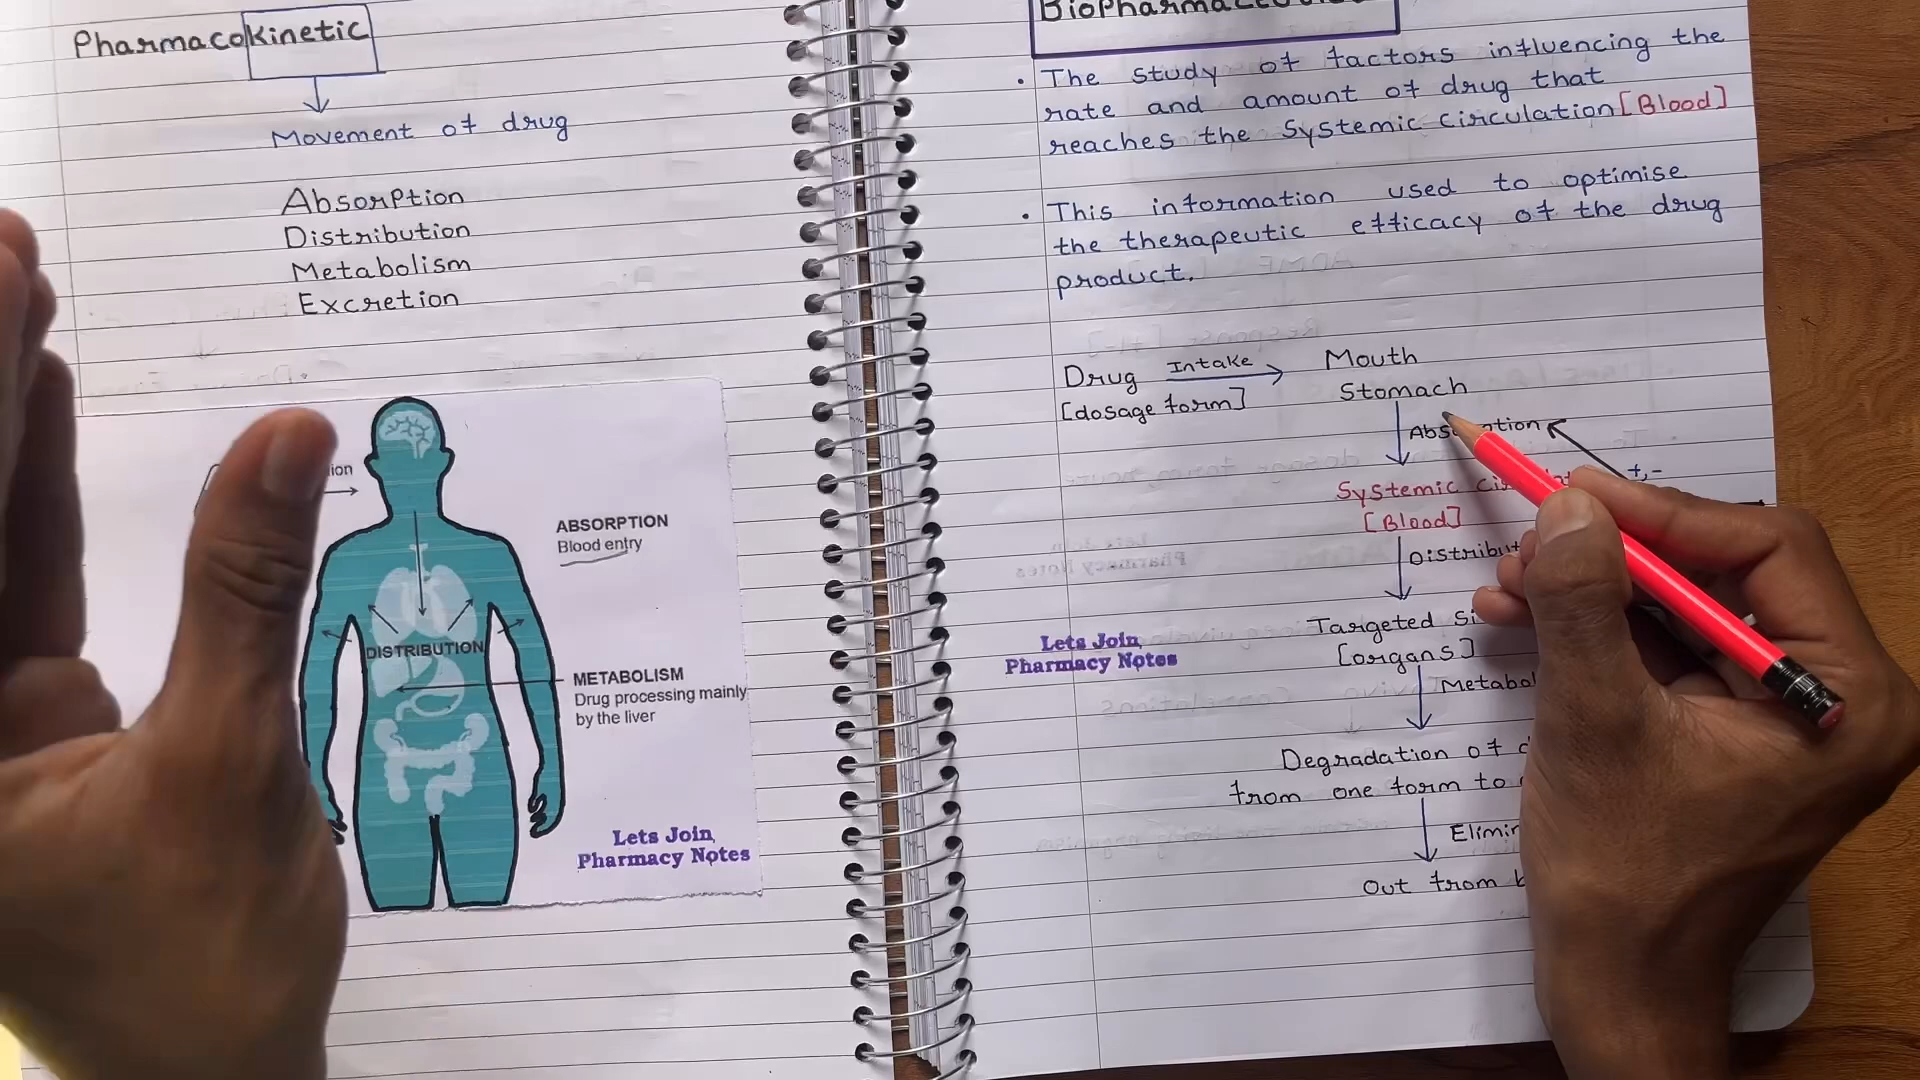 Pharmacokinetic
Movement of drug
Absorption
Distribution
Metabolism
Excretion
ABSORPTION
Blood entry
DISTRIBUTION
METABOLISM
Drug processing mainly
by the liver
Lets Join,
Pharmacy Notes
• The study of factors influencing the
rate and amount of drug that
reaches the systemic circulation [Blood]
• This information used to optimise
the therapeutic efficacy of the drug
product.
Drug Intake Mouth
[dosage form] Stomach
Systemic
[Blood]
Targeted
[organs]
Degradation of
from one form to
Out from
Lets Join,
Pharmacy Notes
+,-